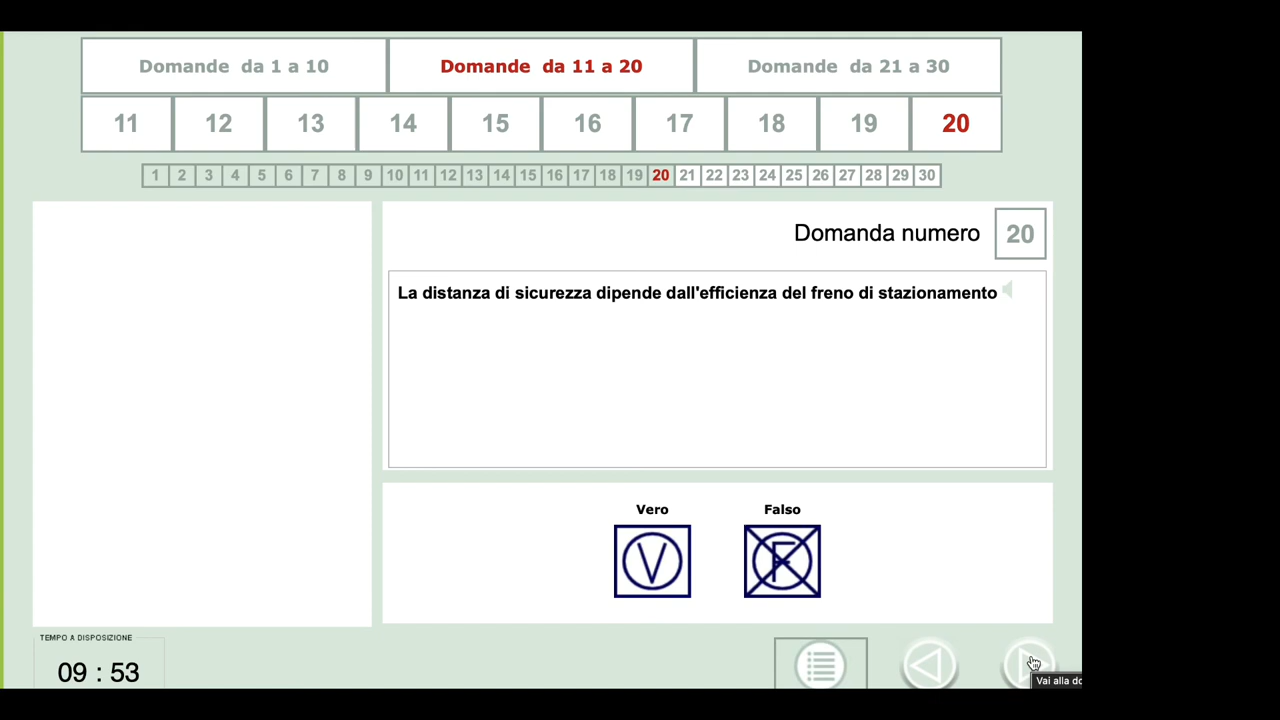 Domande da 1 a 10 Domande da 11 a 20 Domande da 21 a 30
11 12 13 14 15 16 17 18 19 20
1 2 3 4 5 6 7 8 9 10 11 12 13 14 15 16 17 18 19 20 21 22 23 24 25 26 27 28 29 30
Domanda numero 20
La distanza di sicurezza dipende dall'efficienza del freno di stazionamento
Vero Falso
V F
TEMPO A DISPOSIZIONE
09 : 53
Vai alla do